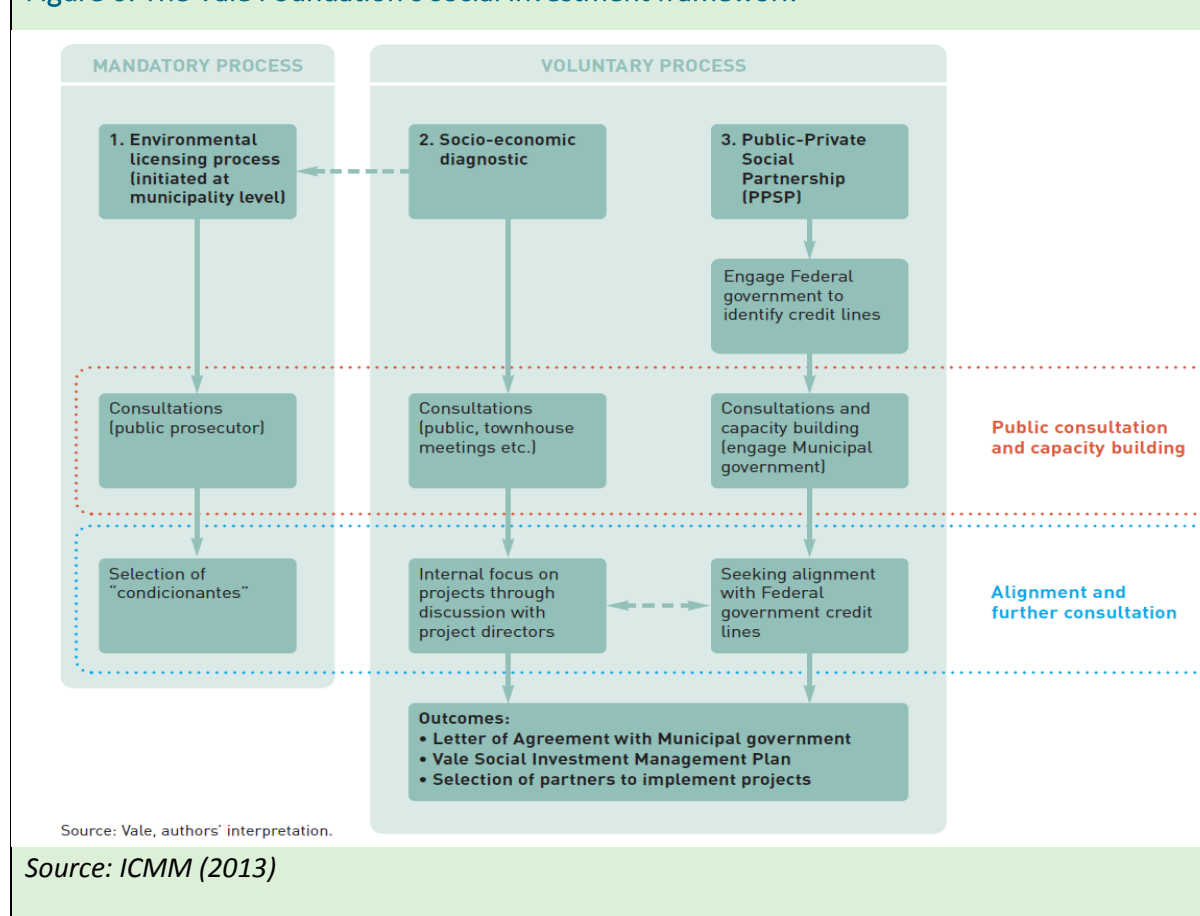 MANDATORY PROCESS
VOLUNTARY PROCESS
1. Environmental
licensing process
(initiated at
municipality level)
2. Socio-economic
diagnostic
3. Public-Private
Social
Partnership
(PPSP)
Engage Federal
government to
identify credit lines
Consultations
(public prosecutor)
Consultations
(public, townhouse
meetings etc.)
Consultations and
capacity building
(engage Municipal
government)
Public consultation
and capacity building
Selection of
"condicionantes"
Internal focus on
projects through
discussion with
project directors
Seeking alignment
with Federal
government credit
lines
Alignment and
further consultation
Outcomes:
• Letter of Agreement with Municipal government
• Vale Social Investment Management Plan
• Selection of partners to implement projects
Source: Vale, authors' interpretation.
Source: ICMM (2013)